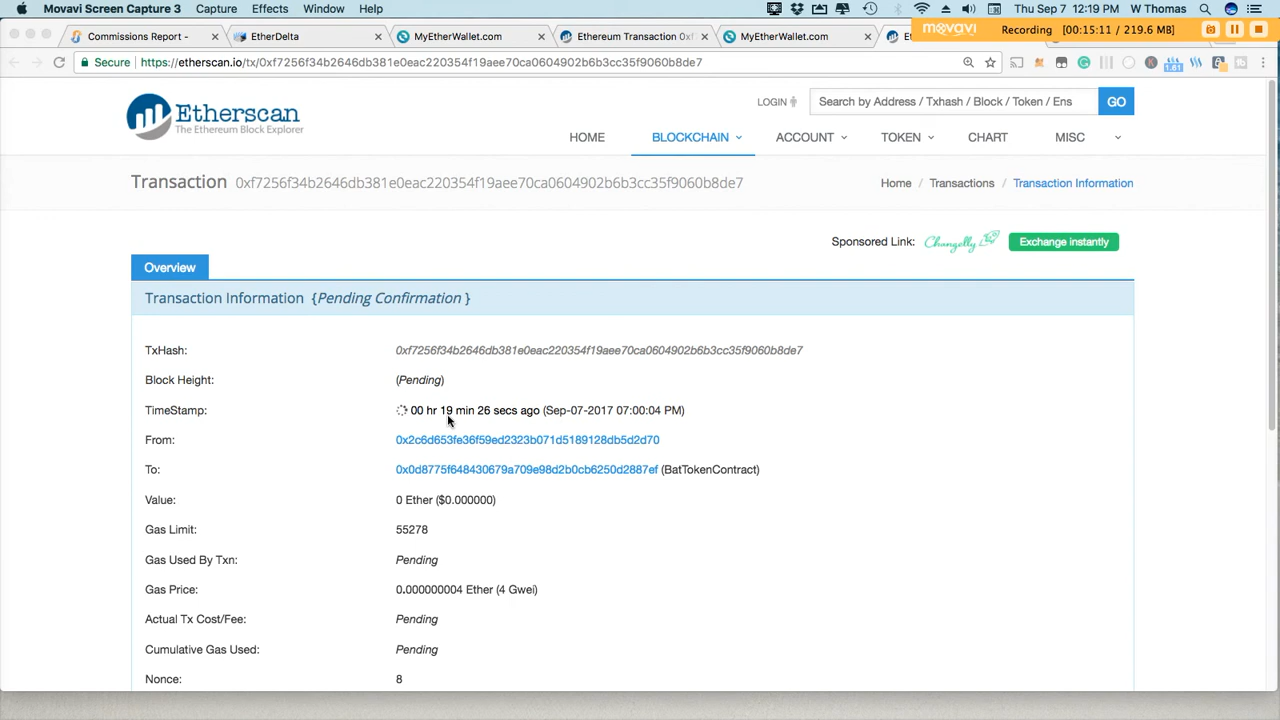 Movavi Screen Capture 3 Capture Effects Window Help Thu Sep 7 12:19 PM W Thomas
movavi Recording [00:15:11 / 219.6 MB]
Commissions Report - × EtherDelta × MyEtherWallet.com × Ethereum Transaction 0xf × MyEtherWallet.com ×
Secure https://etherscan.io/tx/0xf7256f34b2646db381e0eac220354f19aee70ca0604902b6b3cc35f9060b8de7
1.81
Etherscan
The Ethereum Block Explorer
LOGIN Search by Address / Txhash / Block / Token / Ens GO
HOME BLOCKCHAIN ACCOUNT TOKEN CHART MISC
Transaction 0xf7256f34b2646db381e0eac220354f19aee70ca0604902b6b3cc35f9060b8de7 Home / Transactions / Transaction Information
Sponsored Link: Changelly Exchange instantly
Overview
Transaction Information {Pending Confirmation }
TxHash: 0xf7256f34b2646db381e0eac220354f19aee70ca0604902b6b3cc35f9060b8de7
Block Height: (Pending)
TimeStamp: 00 hr 19 min 26 secs ago (Sep-07-2017 07:00:04 PM)
From: 0x2c6d653fe36f59ed2323b071d5189128db5d2d70
To: 0x0d8775f648430679a709e98d2b0cb6250d2887ef (BatTokenContract)
Value: 0 Ether ($0.000000)
Gas Limit: 55278
Gas Used By Txn: Pending
Gas Price: 0.000000004 Ether (4 Gwei)
Actual Tx Cost/Fee: Pending
Cumulative Gas Used: Pending
Nonce: 8